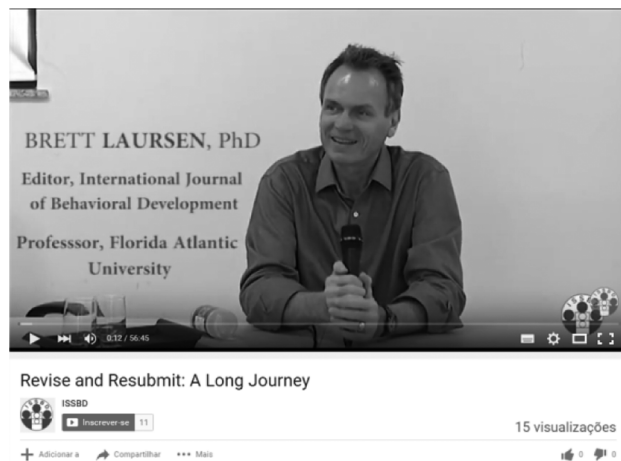 BRETT LAURSEN, PhD
Editor, International Journal
of Behavioral Development
Professsor, Florida Atlantic
University
0:12 / 56:45
Revise and Resubmit: A Long Journey
ISSBD
Inscrever-se 11
15 visualizações
Adicionar a Compartilhar Mais 0 0